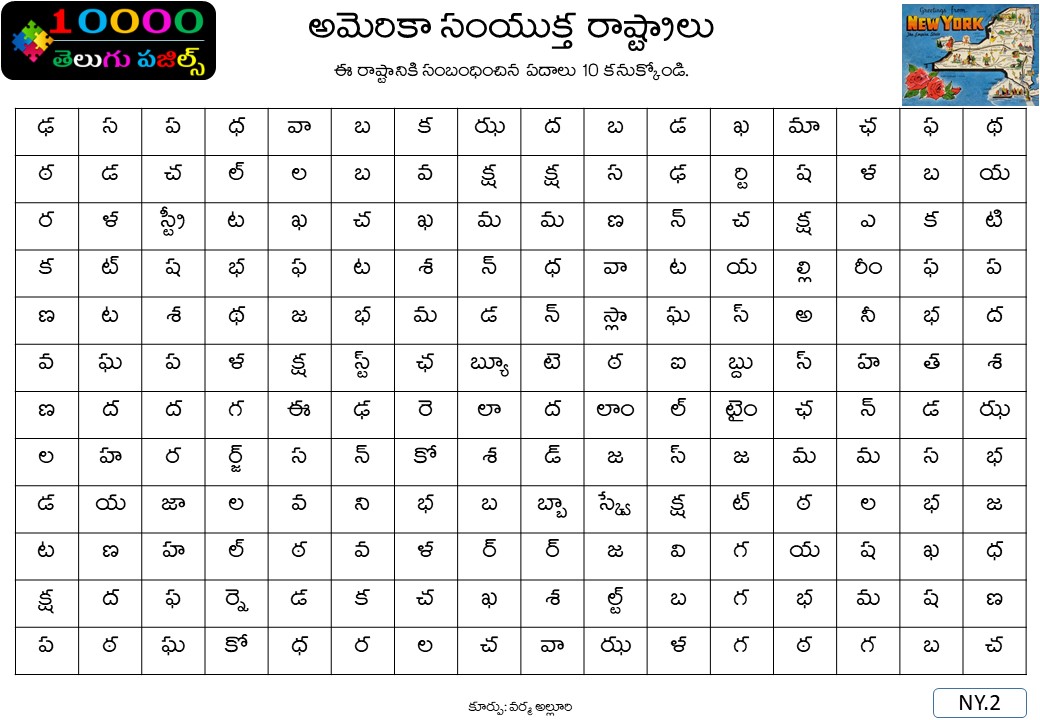 10000
తెలుగు పజిల్స్
అమెరికా సంయుక్త రాష్ట్రాలు
ఈ రాష్ట్రానికి సంబంధించిన పదాలు 10 కనుక్కోండి.
Greetings from
NEW YORK
The Empire State
ఢ స ప ధ వా బ క ఝ ద బ డ ఖ మా ఛ ఫ థ
ఠ డ చ ల్ ల బ వ క్ష క్ష స ఢ ర్టి ష ళ బ య
ర ళ స్ట్రీ ట ఖ చ ఖ మ మ ణ న్ చ క్ష ఎ క టి
క ట్ ష భ ఫ ట శ న్ ధ వా ట య ల్లి రీం ఫ ప
ణ ట శ థ జ భ మ డ న్ స్లా ఘ స్ అ నీ భ ద
వ ఘ ప ళ క్ష స్ట్ ఛ బ్యూ టె ఠ ఐ బ్దు స్ హ త శ
ణ ద ద గ ఈ ఢ రె లా ద లాం ల్ టైం ఛ న్ డ ఝ
ల హ ర ర్జ్ స న్ కో శ డ్ జ స్ జ మ మ స భ
డ య జా ల వ ని భ బ బ్బా స్క్వే క్ష ట్ ఠ ల భ జ
ట ణ హ ల్ ఠ వ ళ ర్ ర్ జ వి గ య ష ఖ ధ
క్ష ద ఫ ర్నె డ క చ ఖ శ ల్ట్ బ గ భ మ ష ణ
ప ఠ ఘ కో ధ ర ల చ వా ఝ ళ గ ఠ గ బ చ
కూర్పు: వర్మ అల్లూరి
NY.2